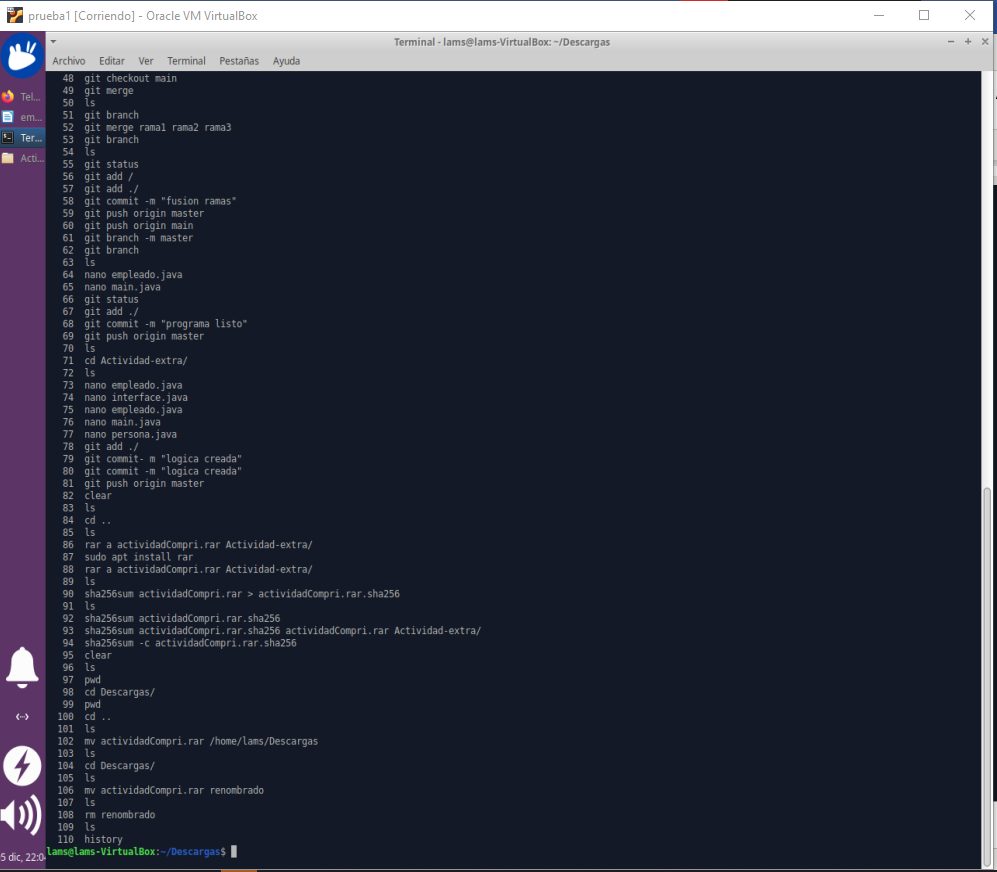 prueba1 [Corriendo] - Oracle VM VirtualBox
Terminal - lams@lams-VirtualBox: ~/Descargas
Archivo Editar Ver Terminal Pestañas Ayuda
Tel...
em...
Ter...
Acti...
48 git checkout main
49 git merge
50 ls
51 git branch
52 git merge rama1 rama2 rama3
53 git branch
54 ls
55 git status
56 git add /
57 git add ./
58 git commit -m "fusion ramas"
59 git push origin master
60 git push origin main
61 git branch -m master
62 git branch
63 ls
64 nano empleado.java
65 nano main.java
66 git status
67 git add ./
68 git commit -m "programa listo"
69 git push origin master
70 ls
71 cd Actividad-extra/
72 ls
73 nano empleado.java
74 nano interface.java
75 nano empleado.java
76 nano main.java
77 nano persona.java
78 git add ./
79 git commit- m "logica creada"
80 git commit -m "logica creada"
81 git push origin master
82 clear
83 ls
84 cd ..
85 ls
86 rar a actividadCompri.rar Actividad-extra/
87 sudo apt install rar
88 rar a actividadCompri.rar Actividad-extra/
89 ls
90 sha256sum actividadCompri.rar > actividadCompri.rar.sha256
91 ls
92 sha256sum actividadCompri.rar.sha256
93 sha256sum actividadCompri.rar.sha256 actividadCompri.rar Actividad-extra/
94 sha256sum -c actividadCompri.rar.sha256
95 clear
96 ls
97 pwd
98 cd Descargas/
99 pwd
100 cd ..
101 ls
102 mv actividadCompri.rar /home/lams/Descargas
103 ls
104 cd Descargas/
105 ls
106 mv actividadCompri.rar renombrado
107 ls
108 rm renombrado
109 ls
110 history
lams@lams-VirtualBox:~/Descargas$
5 dic, 22:04